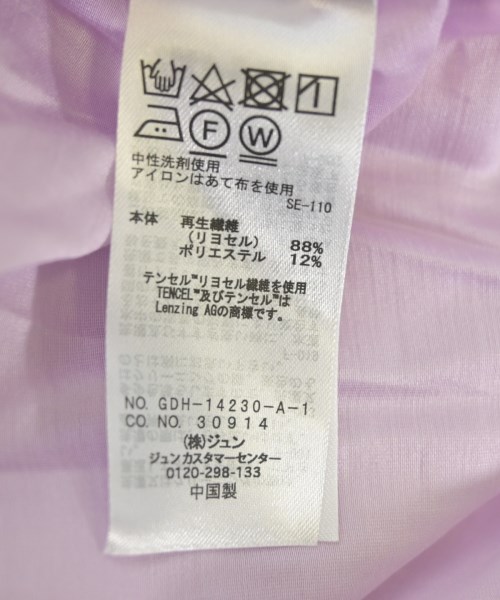 F
W
中性洗剤使用
アイロンはあて布を使用
SE-110
本体 再生繊維
(リヨセル) 88%
ポリエステル 12%
テンセル™リヨセル繊維を使用
TENCEL™及びテンセル™は
Lenzing AGの商標です。
NO. GDH-14230-A-1
CO. NO. 30914
(株)ジュン
ジュンカスタマーセンター
0120-298-133
中国製